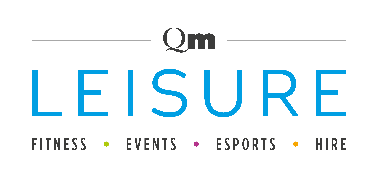 Qm
LEISURE
FITNESS • EVENTS • ESPORTS • HIRE